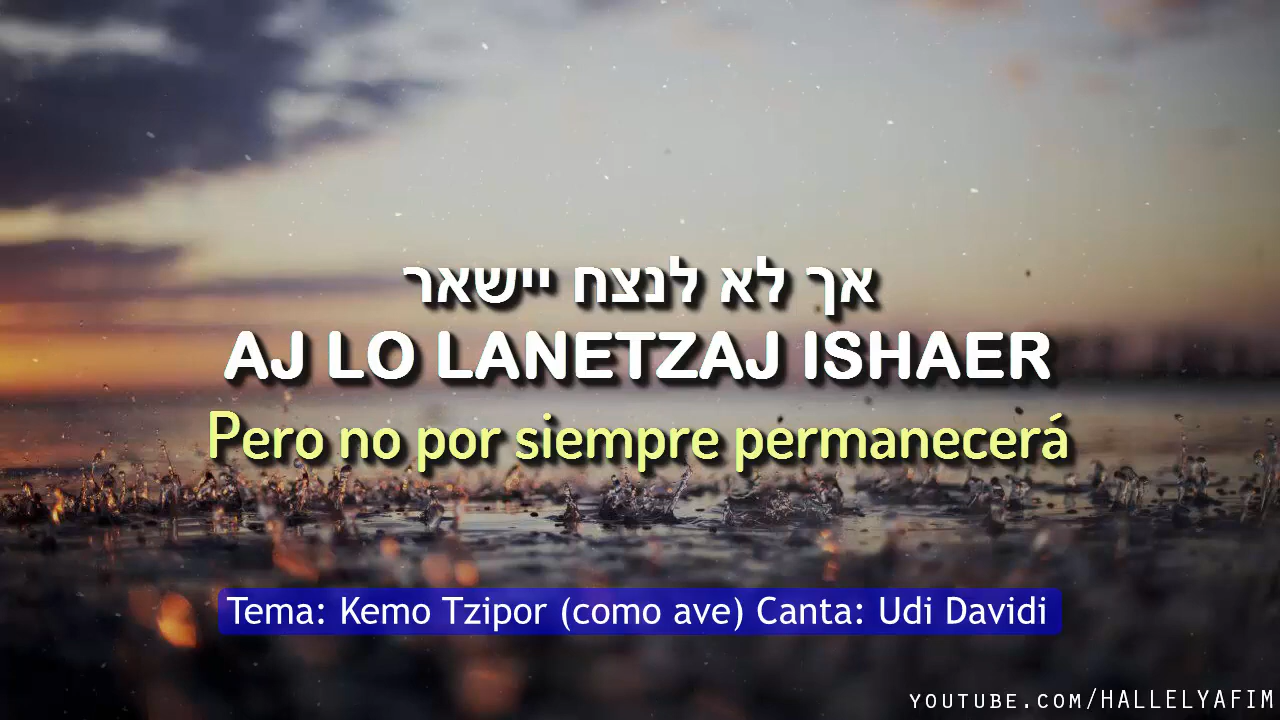 אך לא לנצח יישאר
AJ LO LANETZAJ ISHAER
Pero no por siempre permanecerá
Tema: Kemo Tzipor (como ave) Canta: Udi Davidi
YOUTUBE.COM/HALLELYAFIM